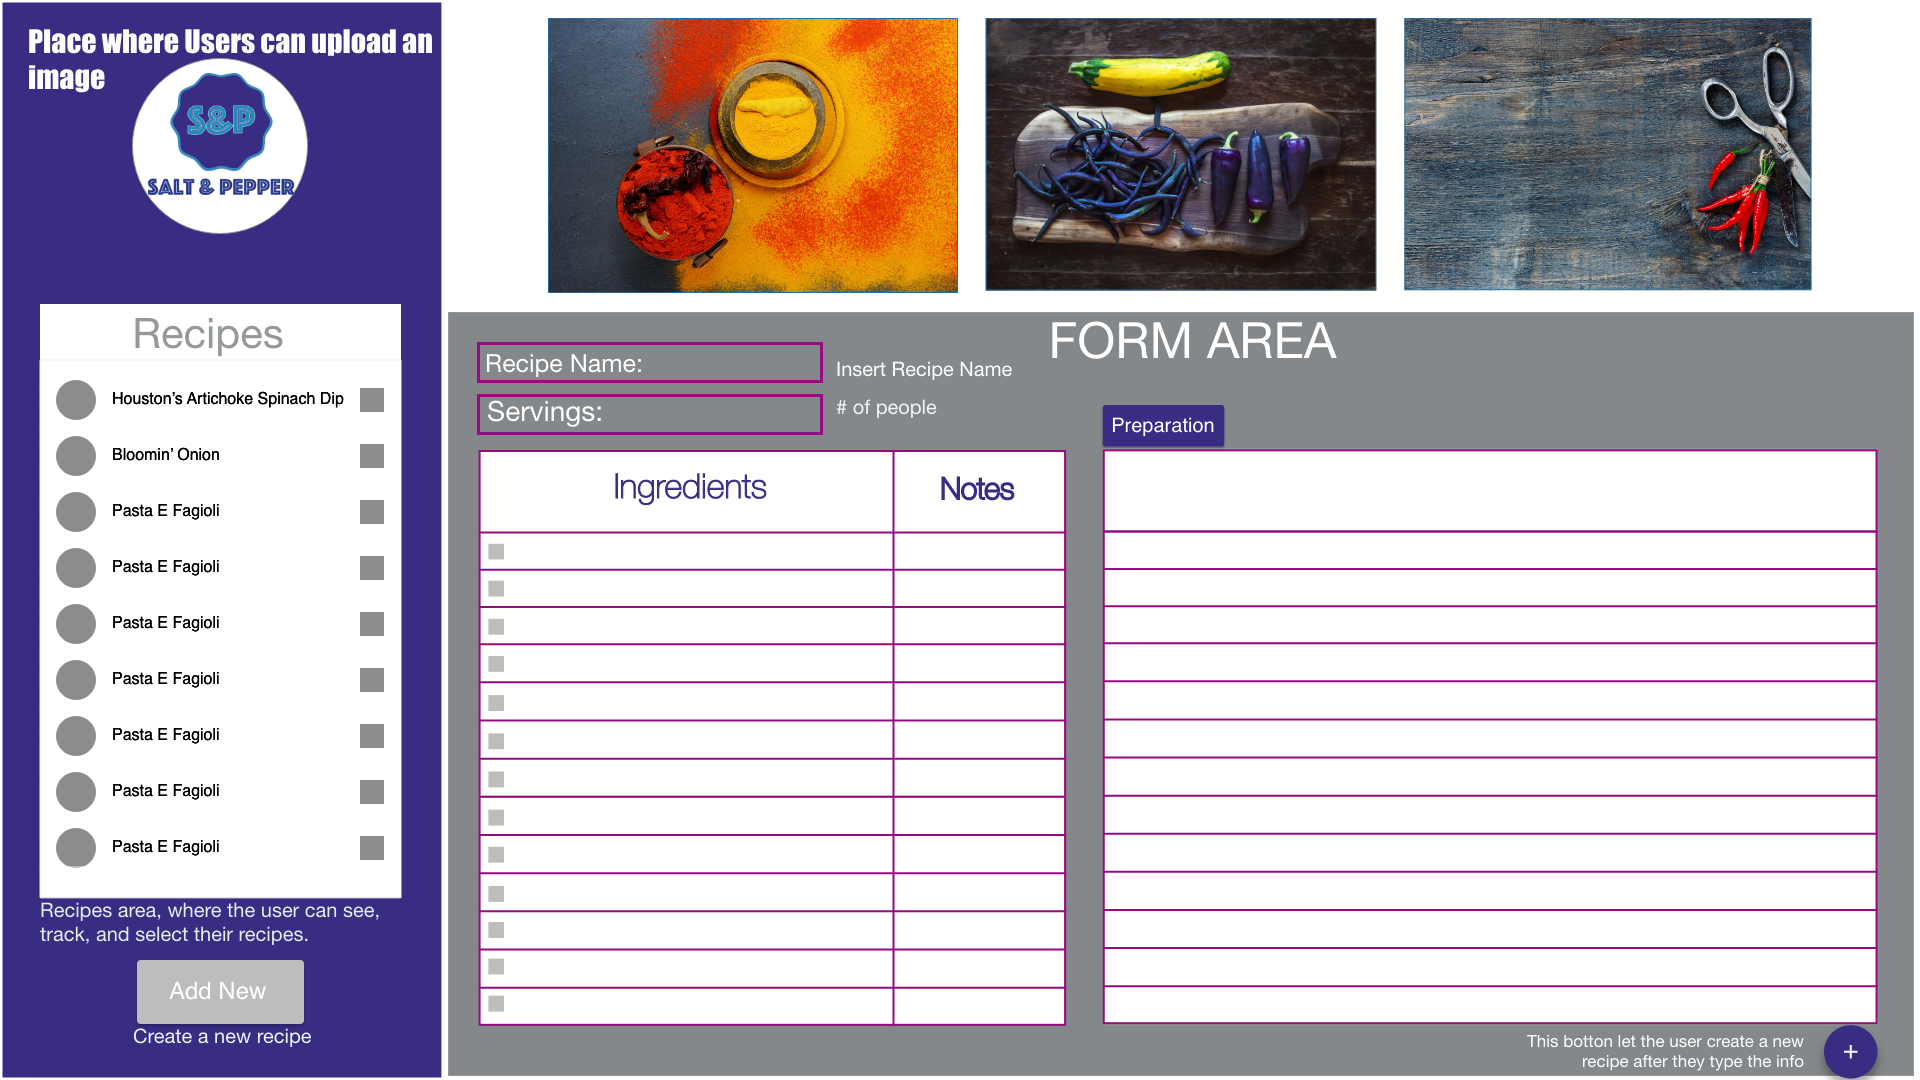 Place where Users can upload an
image
S&P
SALT & PEPPER
Recipes
Houston’s Artichoke Spinach Dip
Bloomin’ Onion
Pasta E Fagioli
Pasta E Fagioli
Pasta E Fagioli
Pasta E Fagioli
Pasta E Fagioli
Pasta E Fagioli
Pasta E Fagioli
Recipes area, where the user can see,
track, and select their recipes.
Add New
Create a new recipe
FORM AREA
Recipe Name:
Insert Recipe Name
Servings:
# of people
Ingredients
Notes
Preparation
This botton let the user create a new
recipe after they type the info
+